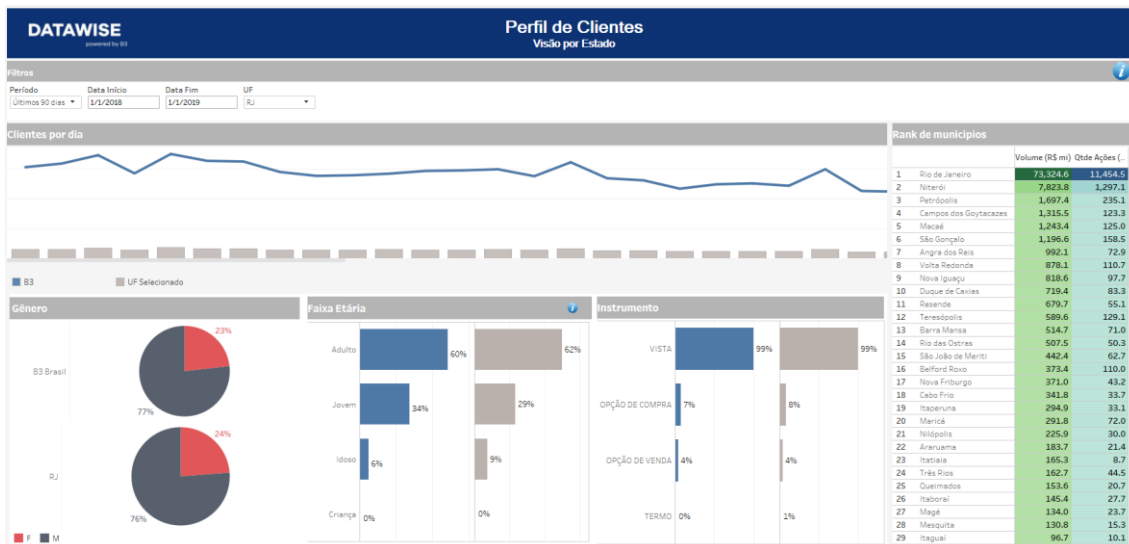 DATAWISE
powered by B3
Perfil de Clientes
Visão por Estado
Filtros
Período Data Início Data Fim UF
Últimos 90 dias 1/1/2018 1/1/2019 RJ
Clientes por dia
B3 UF Selecionado
Gênero
B3 Brasil
23%
77%
RJ
24%
76%
F M
Faixa Etária
Adulto 60% 62%
Jovem 34% 29%
Idoso 6% 9%
Criança 0% 0%
Instrumento
VISTA 99% 99%
OPÇÃO DE COMPRA 7% 8%
OPÇÃO DE VENDA 4% 4%
TERMO 0% 1%
Rank de municipios
Volume (R$ mi) Qtde Ações (..
1 Rio de Janeiro 73,324.6 11,454.5
2 Niterói 7,823.8 1,297.1
3 Petrópolis 1,697.4 235.1
4 Campos dos Goytacazes 1,315.5 123.3
5 Macaé 1,243.4 125.0
6 São Gonçalo 1,196.6 158.5
7 Angra dos Reis 992.1 72.9
8 Volta Redonda 878.1 110.7
9 Nova Iguaçu 818.6 97.7
10 Duque de Caxias 719.4 83.3
11 Resende 679.7 55.1
12 Teresópolis 589.6 129.1
13 Barra Mansa 514.7 71.0
14 Rio das Ostras 507.5 50.3
15 São João de Meriti 442.4 62.7
16 Belford Roxo 373.4 110.0
17 Nova Friburgo 371.0 43.2
18 Cabo Frio 341.8 33.7
19 Itaperuna 294.9 33.1
20 Maricá 291.8 72.0
21 Nilópolis 225.9 30.0
22 Araruama 183.7 21.4
23 Itatiaia 165.3 8.7
24 Três Rios 162.7 44.5
25 Queimados 153.6 20.7
26 Itaboraí 145.4 27.7
27 Magé 134.0 23.7
28 Mesquita 130.8 15.3
29 Itaguaí 96.7 10.1